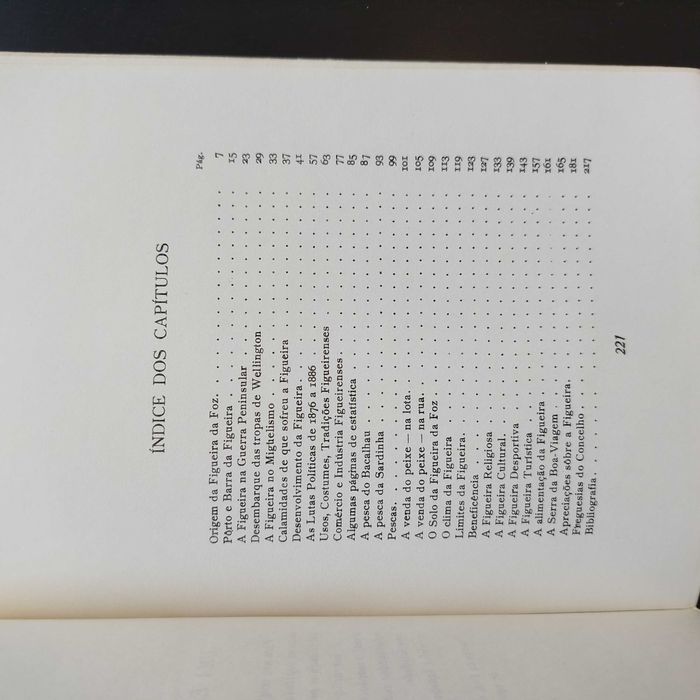 ÍNDICE DOS CAPÍTULOS
Pág.
Origem da Figueira da Foz. . . . . . . . . . . . . . . . 7
Pôrto e Barra da Figueira . . . . . . . . . . . . . . . 15
A Figueira na Guerra Peninsular . . . . . . . . . . . . 23
Desembarque das tropas de Wellington . . . . . . . . . . 29
A Figueira no Miguelismo . . . . . . . . . . . . . . . 33
Calamidades de que sofreu a Figueira . . . . . . . . . . 37
Desenvolvimento da Figueira . . . . . . . . . . . . . . 41
As Lutas Políticas de 1876 a 1886 . . . . . . . . . . . 57
Usos, Costumes, Tradições Figueirenses . . . . . . . . . 63
Comércio e Indústria Figueirenses . . . . . . . . . . . 77
Algumas páginas de estatística . . . . . . . . . . . . . 85
A pesca do Bacalhau . . . . . . . . . . . . . . . . . 87
A pesca da Sardinha . . . . . . . . . . . . . . . . . 93
Pescas . . . . . . . . . . . . . . . . . . . . . . . 99
A venda do peixe — na lota . . . . . . . . . . . . . . 101
A venda do peixe — na rua . . . . . . . . . . . . . . 105
O Solo da Figueira da Foz . . . . . . . . . . . . . . . 109
O clima da Figueira . . . . . . . . . . . . . . . . . 113
Limites da Figueira . . . . . . . . . . . . . . . . . 119
Beneficência . . . . . . . . . . . . . . . . . . . . 123
A Figueira Religiosa . . . . . . . . . . . . . . . . . 127
A Figueira Cultural . . . . . . . . . . . . . . . . . 133
A Figueira Desportiva . . . . . . . . . . . . . . . . 139
A Figueira Turística . . . . . . . . . . . . . . . . . 143
A alimentação da Figueira . . . . . . . . . . . . . . . 157
A Serra da Boa-Viagem . . . . . . . . . . . . . . . . 161
Apreciações sôbre a Figueira . . . . . . . . . . . . . . 165
Freguesias do Concelho . . . . . . . . . . . . . . . . 181
Bibliografia . . . . . . . . . . . . . . . . . . . . 217
221